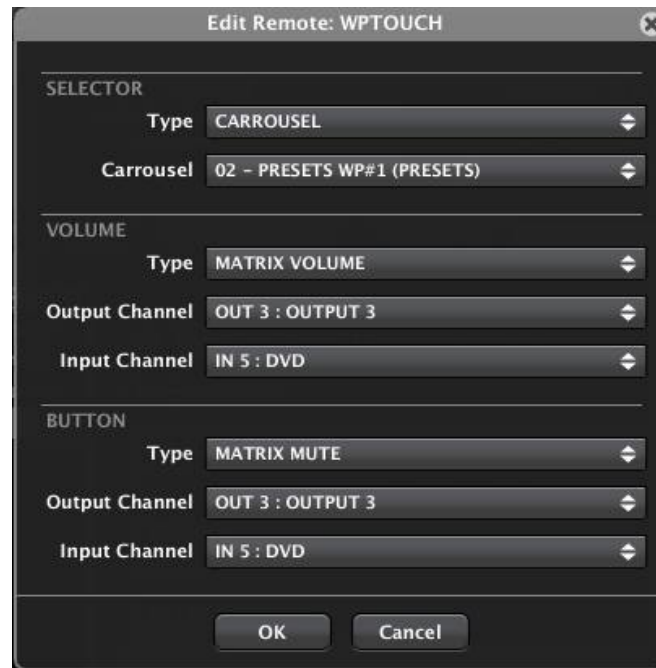 Edit Remote: WPTOUCH
SELECTOR
Type CARROUSEL
Carrousel 02 - PRESETS WP#1 (PRESETS)
VOLUME
Type MATRIX VOLUME
Output Channel OUT 3 : OUTPUT 3
Input Channel IN 5 : DVD
BUTTON
Type MATRIX MUTE
Output Channel OUT 3 : OUTPUT 3
Input Channel IN 5 : DVD
OK Cancel